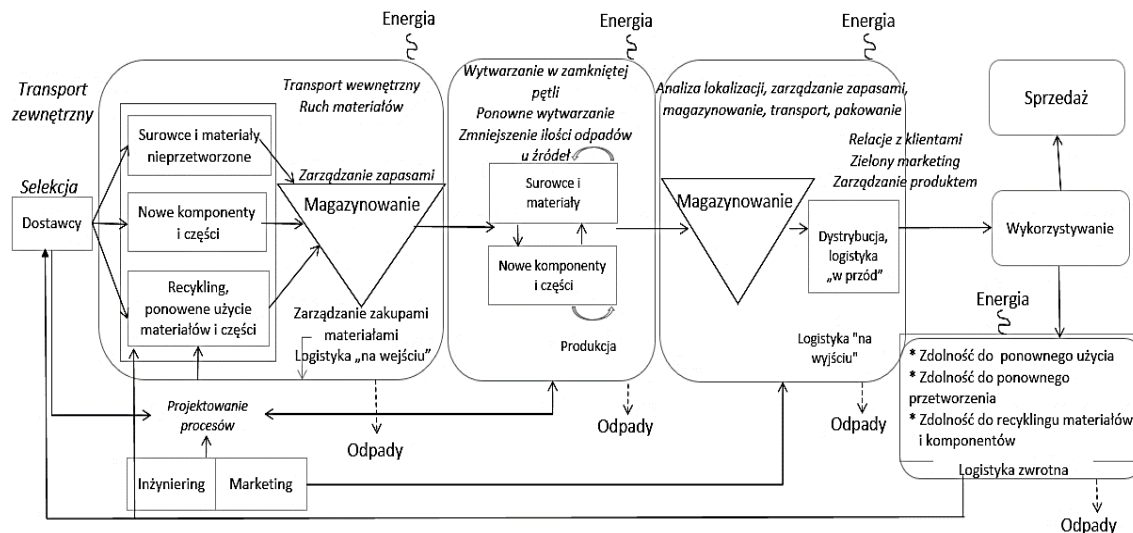 Energia
Energia
Energia
Transport
zewnętrzny
Transport wewnętrzny
Ruch materiałów
Surowce i materiały
nieprzetworzone
Zarządzanie zapasami
Selekcja
Dostawcy
Nowe komponenty
i części
Magazynowanie
Recykling,
ponowene użycie
materiałów i części
Zarządzanie zakupami
materiałami
Logistyka „na wejściu”
Wytwarzanie w zamkniętej
pętli
Ponowne wytwarzanie
Zmniejszenie ilości odpadów
u źródeł
Surowce i
materiały
Nowe komponenty
i części
Produkcja
Analiza lokalizacji, zarządzanie zapasami,
magazynowanie, transport, pakowanie
Relacje z klientami
Zielony marketing
Zarządzanie produktem
Magazynowanie
Dystrybucja,
logistyka
„w przód”
Logistyka "na
wyjściu”
Sprzedaż
Wykorzystywanie
Energia
* Zdolność do ponownego użycia
* Zdolność do ponownego
przetworzenia
* Zdolność do recyklingu materiałów
i komponentów
Logistyka zwrotna
Projektowanie
procesów
Odpady
Odpady
Odpady
Inżyniering
Marketing
Odpady